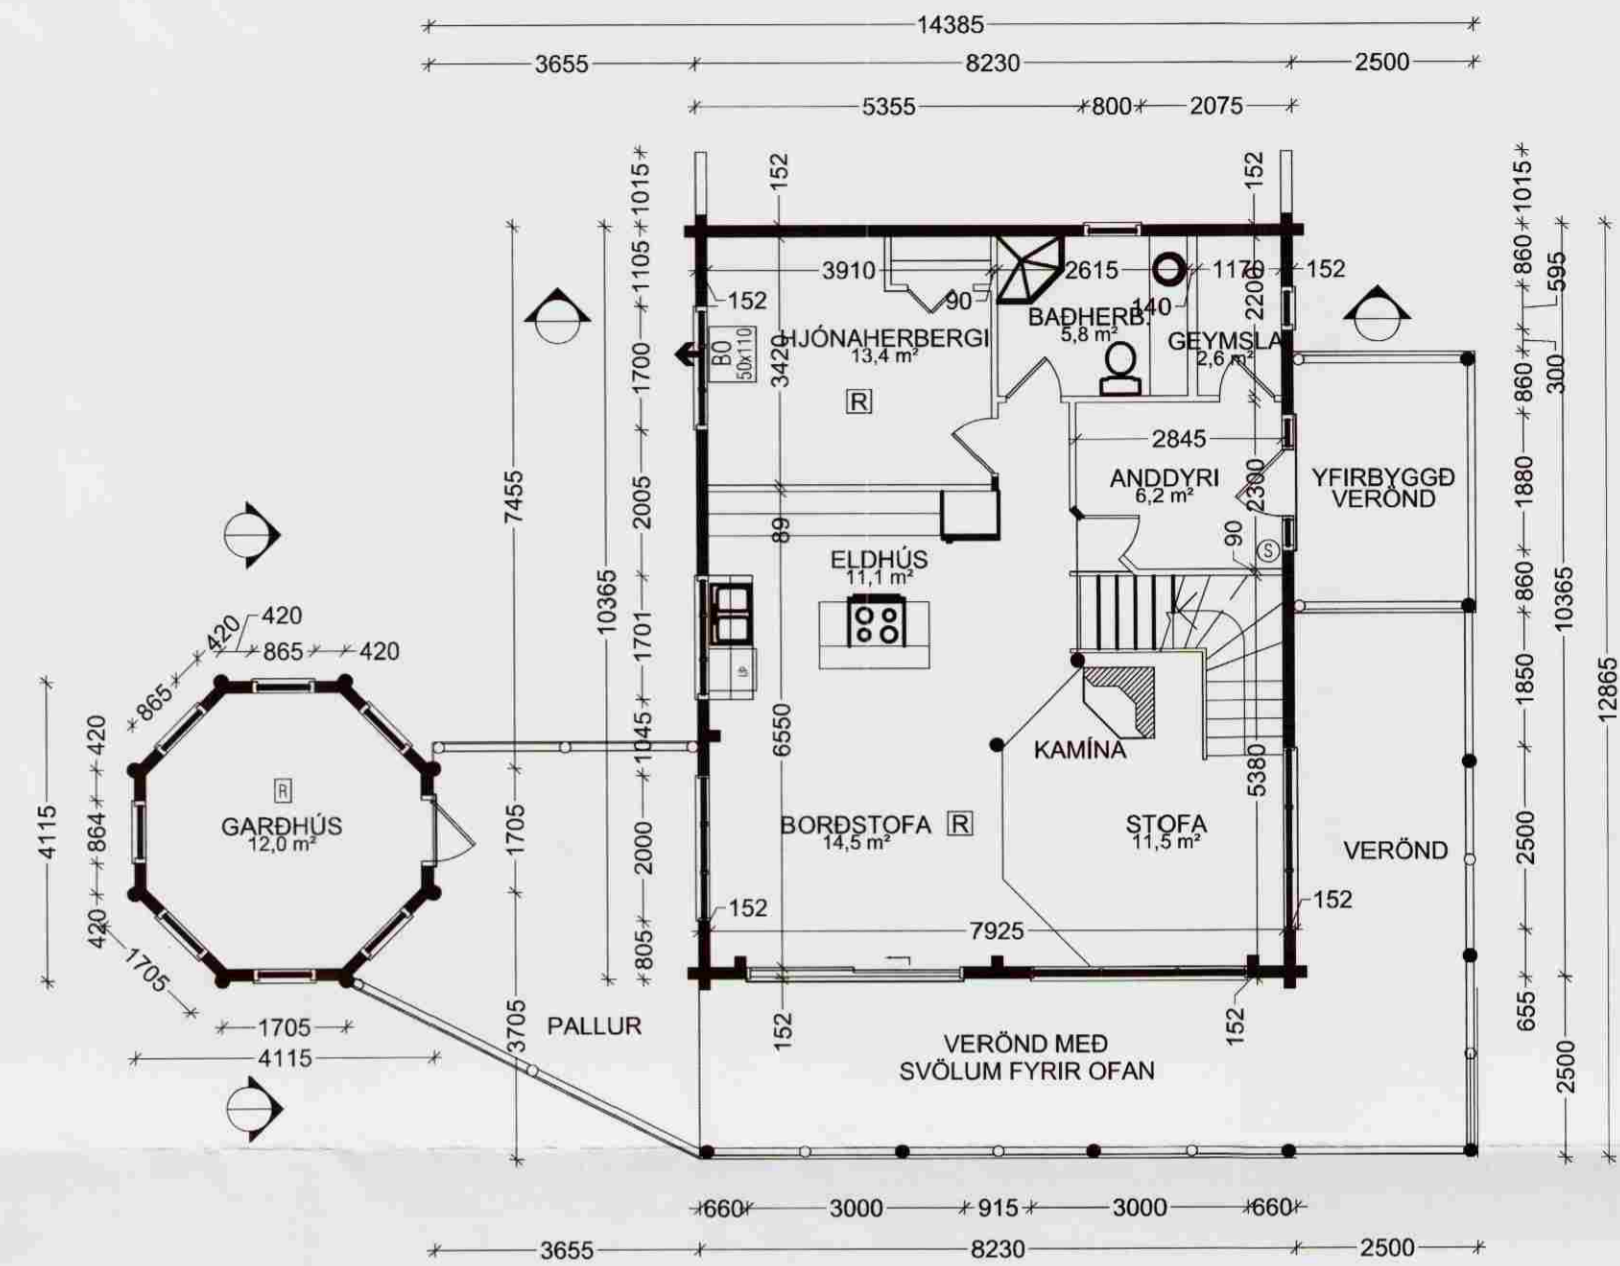 14385
3655
8230
2500
5355
800
2075
152
152
1015
1015
3910
2615
1170
152
152
90
140
2200
1105
860
595
BAÐHERB.
5,8 m²
HJÓNAHERBERGI
13,4 m²
GEYMSLA
2,6 m²
BO
50x110
3420
1700
300
860
R
2845
ANDDYRI
6,2 m²
2300
YFIRBYGGÐ
VERÖND
7455
2005
1880
89
90
S
ELDHÚS
11,1 m²
10365
860
10365
12865
420
420
865
420
865
1701
UP
1850
420
1045
6550
KAMÍNA
5380
4115
864
R
GARÐHÚS
12,0 m²
1705
2000
BORÐSTOFA
R
14,5 m²
STOFA
11,5 m²
VERÖND
2500
420
1705
805
152
7925
152
655
1705
4115
3705
PALLUR
152
152
VERÖND MEÐ
SVÖLUM FYRIR OFAN
2500
660
3000
915
3000
660
3655
8230
2500